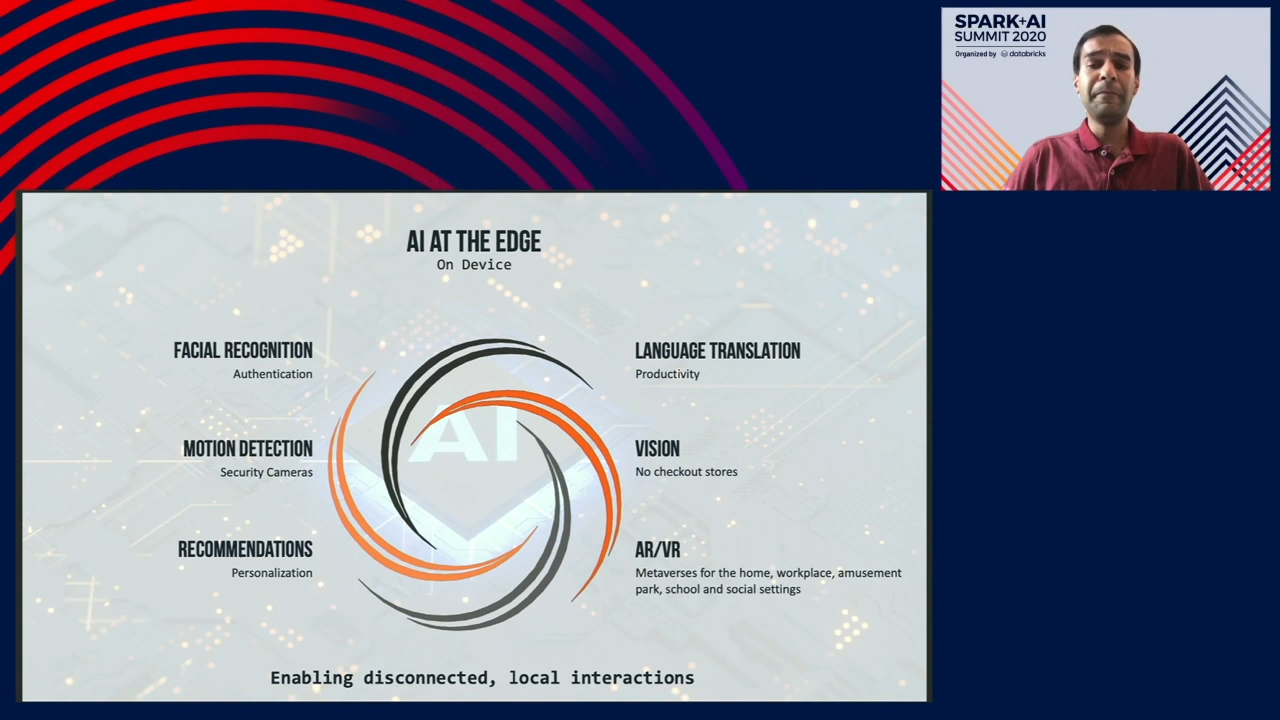 SPARK+AI
SUMMIT 2020
Organized by databricks
AI AT THE EDGE
On Device
FACIAL RECOGNITION
Authentication
MOTION DETECTION
Security Cameras
RECOMMENDATIONS
Personalization
AI
LANGUAGE TRANSLATION
Productivity
VISION
No checkout stores
AR/VR
Metaverses for the home, workplace, amusement
park, school and social settings
Enabling disconnected, local interactions